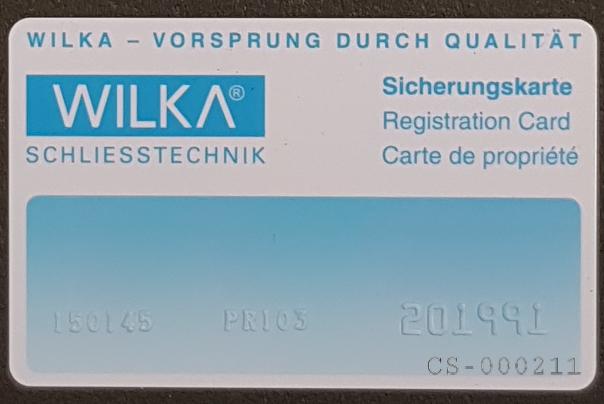 WILKA – VORSPRUNG DURCH QUALITÄT
WILKA®
SCHLIESSTECHNIK
Sicherungskarte
Registration Card
Carte de propriété
150145 PR103 201991
CS-000211